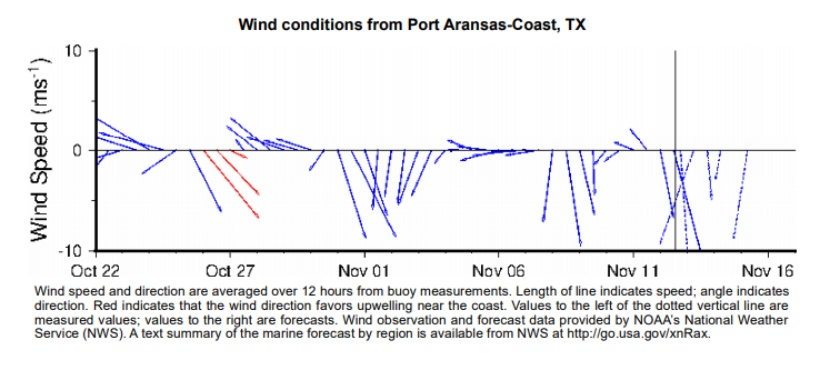 Wind conditions from Port Aransas-Coast, TX
Wind Speed (ms⁻¹)
10
0
-10
Oct 22 Oct 27 Nov 01 Nov 06 Nov 11 Nov 16
Wind speed and direction are averaged over 12 hours from buoy measurements. Length of line indicates speed; angle indicates
direction. Red indicates that the wind direction favors upwelling near the coast. Values to the left of the dotted vertical line are
measured values; values to the right are forecasts. Wind observation and forecast data provided by NOAA's National Weather
Service (NWS). A text summary of the marine forecast by region is available from NWS at http://go.usa.gov/xnRax.